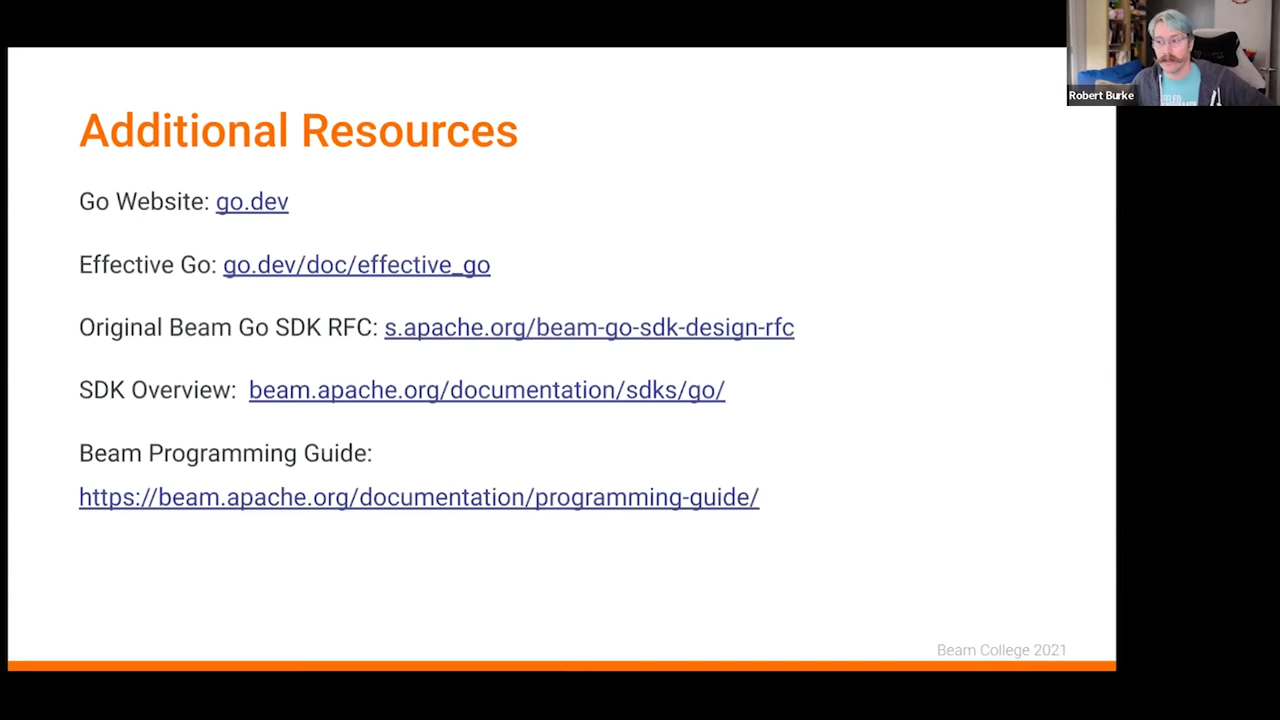 Robert Burke
Additional Resources
Go Website: go.dev
Effective Go: go.dev/doc/effective_go
Original Beam Go SDK RFC: s.apache.org/beam-go-sdk-design-rfc
SDK Overview: beam.apache.org/documentation/sdks/go/
Beam Programming Guide:
https://beam.apache.org/documentation/programming-guide/
Beam College 2021